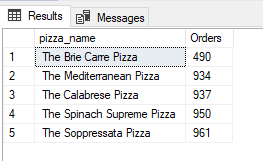 Results Messages
pizza_name Orders
1 The Brie Carre Pizza 490
2 The Mediterranean Pizza 934
3 The Calabrese Pizza 937
4 The Spinach Supreme Pizza 950
5 The Soppressata Pizza 961